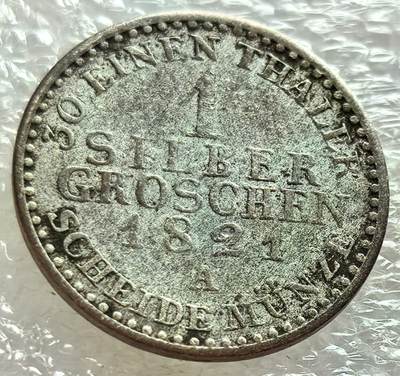 30 EINEN THALER
1
SILBER
GROSCHEN
1821
A
SCHEIDE MÜNZE